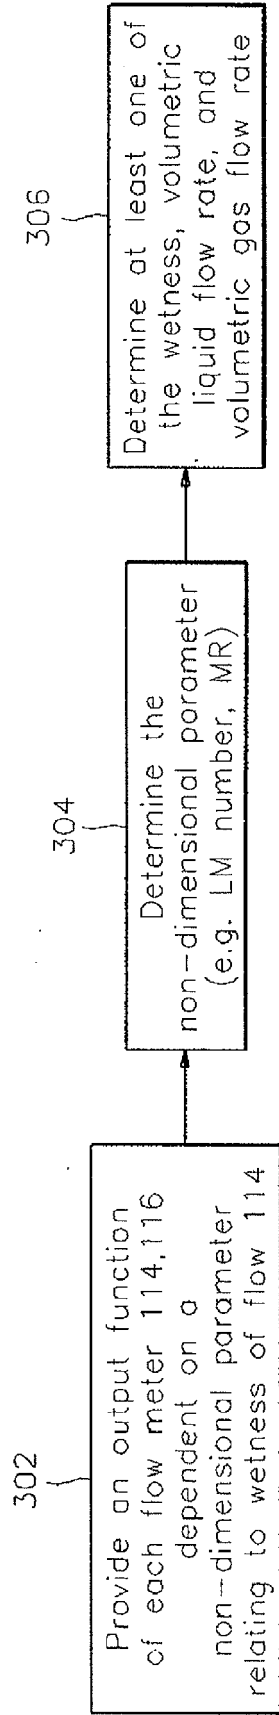 302
Provide an output function
of each flow meter 114,116
dependent on a
non-dimensional parameter
relating to wetness of flow 114
304
Determine the
non-dimensional parameter
(e.g. LM number, MR)
306
Determine at least one of
the wetness, volumetric
liquid flow rate, and
volumetric gas flow rate